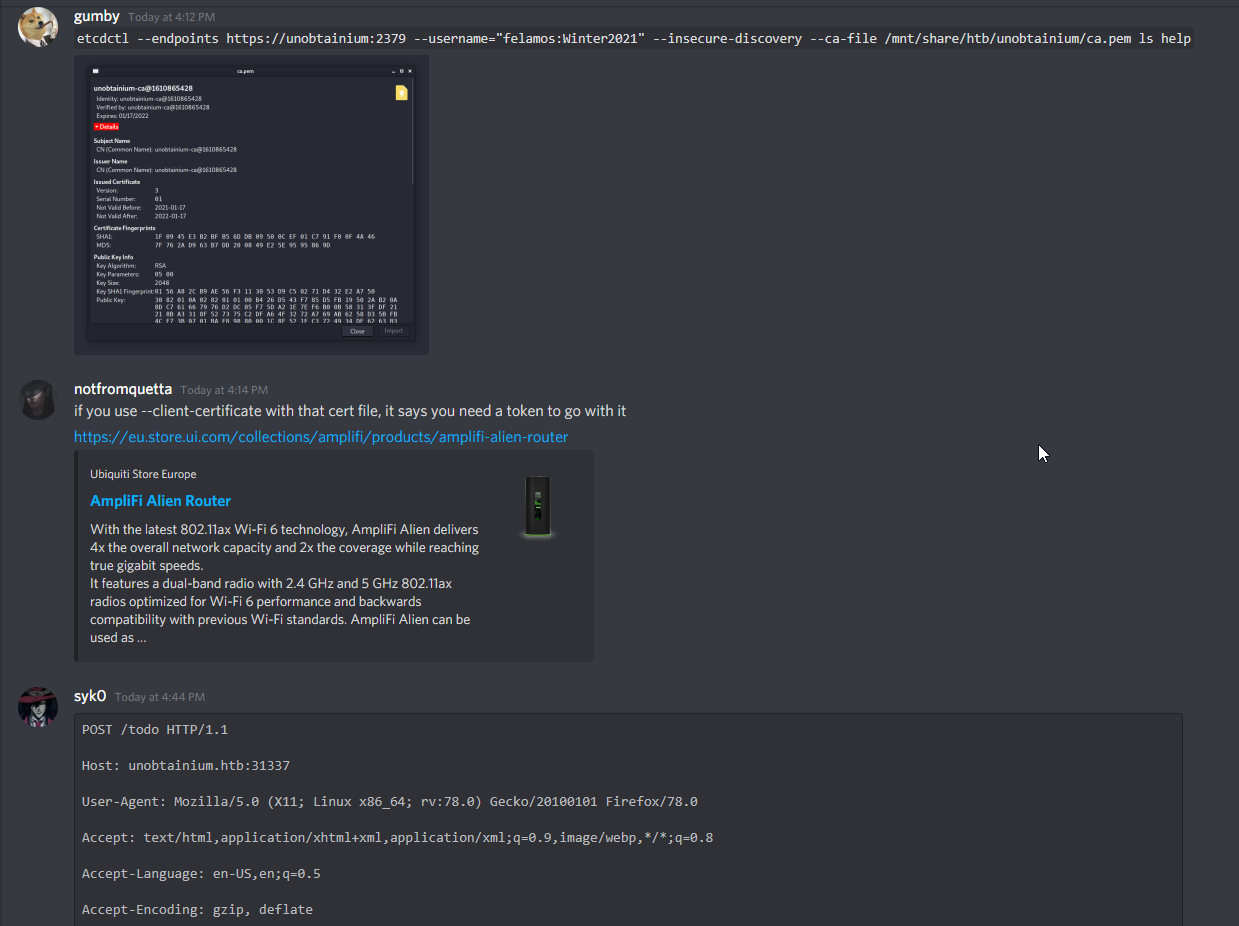 gumby Today at 4:12 PM
etcdctl --endpoints https://unobtainium:2379 --username="felamos:Winter2021" --insecure-discovery --ca-file /mnt/share/htb/unobtainium/ca.pem ls help
ca.pem
unobtainium-ca@1610865428
Identity: unobtainium-ca@1610865428
Verified by: unobtainium-ca@1610865428
Expires: 01/17/2022
Details
Subject Name
CN (Common Name): unobtainium-ca@1610865428
Issuer Name
CN (Common Name): unobtainium-ca@1610865428
Issued Certificate
Version: 3
Serial Number: 01
Not Valid Before: 2021-01-17
Not Valid After: 2022-01-17
Certificate Fingerprints
SHA1: 1F 09 45 E3 B2 BF B5 6D DB 09 50 0C EF 01 C7 91 F0 0F 4A 46
MD5: 7F 76 2A D9 63 B7 DD 20 08 49 E2 5E 95 95 86 9D
Public Key Info
Key Algorithm: RSA
Key Parameters: 05 00
Key Size: 2048
Key SHA1 Fingerprint: 01 56 A8 2C B9 AE 56 F3 11 30 53 D9 C5 02 71 D4 32 E2 A7 50
Public Key: 30 82 01 0A 02 82 01 01 00 B4 26 D5 43 F7 85 D5 FB 19 50 2A B2 0A
8D C7 61 66 79 76 D2 DC 05 F7 5D A2 1E 7E F6 B0 0B 58 31 3F DF 21
21 8B A3 31 8F 52 73 75 C2 DF A6 4F 32 72 A7 69 AB 62 58 D3 5B FB
Close Import
notfromquetta Today at 4:14 PM
if you use --client-certificate with that cert file, it says you need a token to go with it
https://eu.store.ui.com/collections/amplifi/products/amplifi-alien-router
Ubiquiti Store Europe
AmpliFi Alien Router
With the latest 802.11ax Wi-Fi 6 technology, AmpliFi Alien delivers
4x the overall network capacity and 2x the coverage while reaching
true gigabit speeds.
It features a dual-band radio with 2.4 GHz and 5 GHz 802.11ax
radios optimized for Wi-Fi 6 performance and backwards
compatibility with previous Wi-Fi standards. AmpliFi Alien can be
used as ...
syk0 Today at 4:44 PM
POST /todo HTTP/1.1
Host: unobtainium.htb:31337
User-Agent: Mozilla/5.0 (X11; Linux x86_64; rv:78.0) Gecko/20100101 Firefox/78.0
Accept: text/html,application/xhtml+xml,application/xml;q=0.9,image/webp,*/*;q=0.8
Accept-Language: en-US,en;q=0.5
Accept-Encoding: gzip, deflate